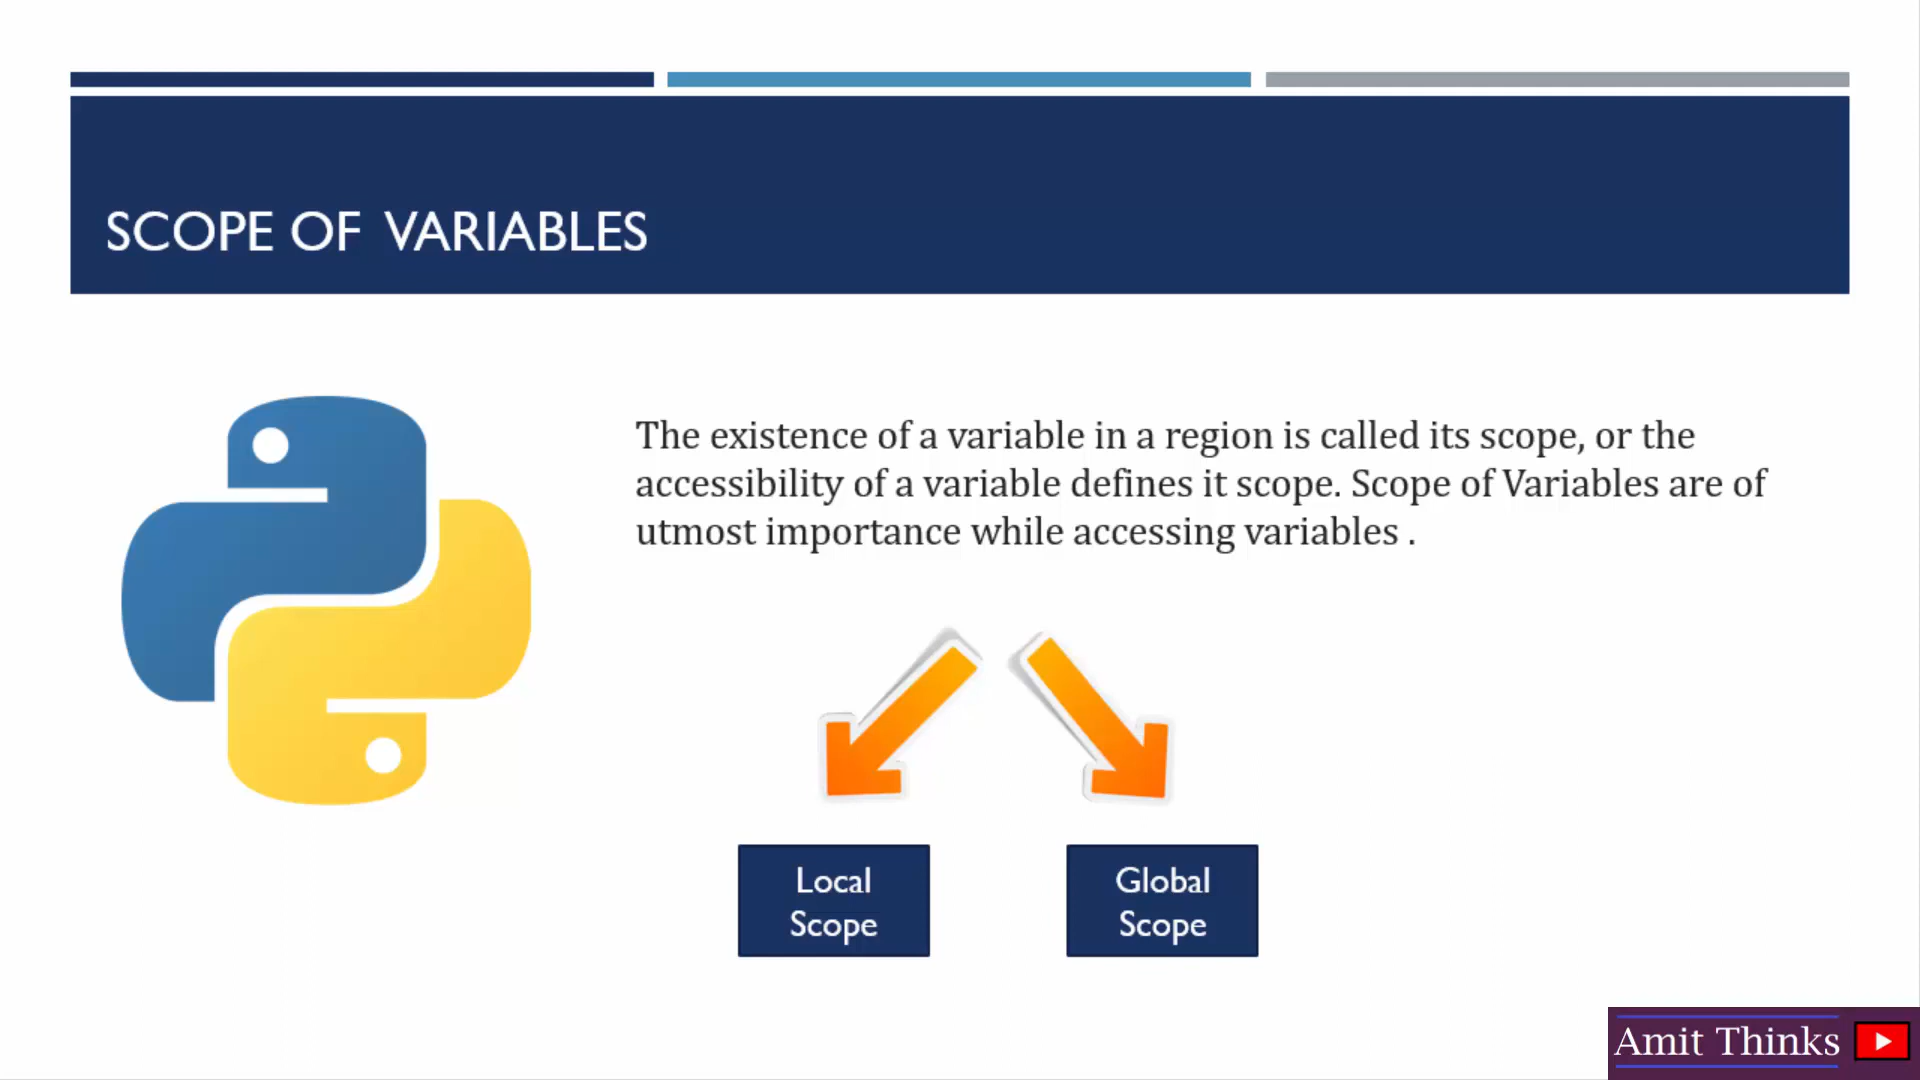 SCOPE OF VARIABLES
The existence of a variable in a region is called its scope, or the
accessibility of a variable defines it scope. Scope of Variables are of
utmost importance while accessing variables .
Local
Scope
Global
Scope
Amit Thinks